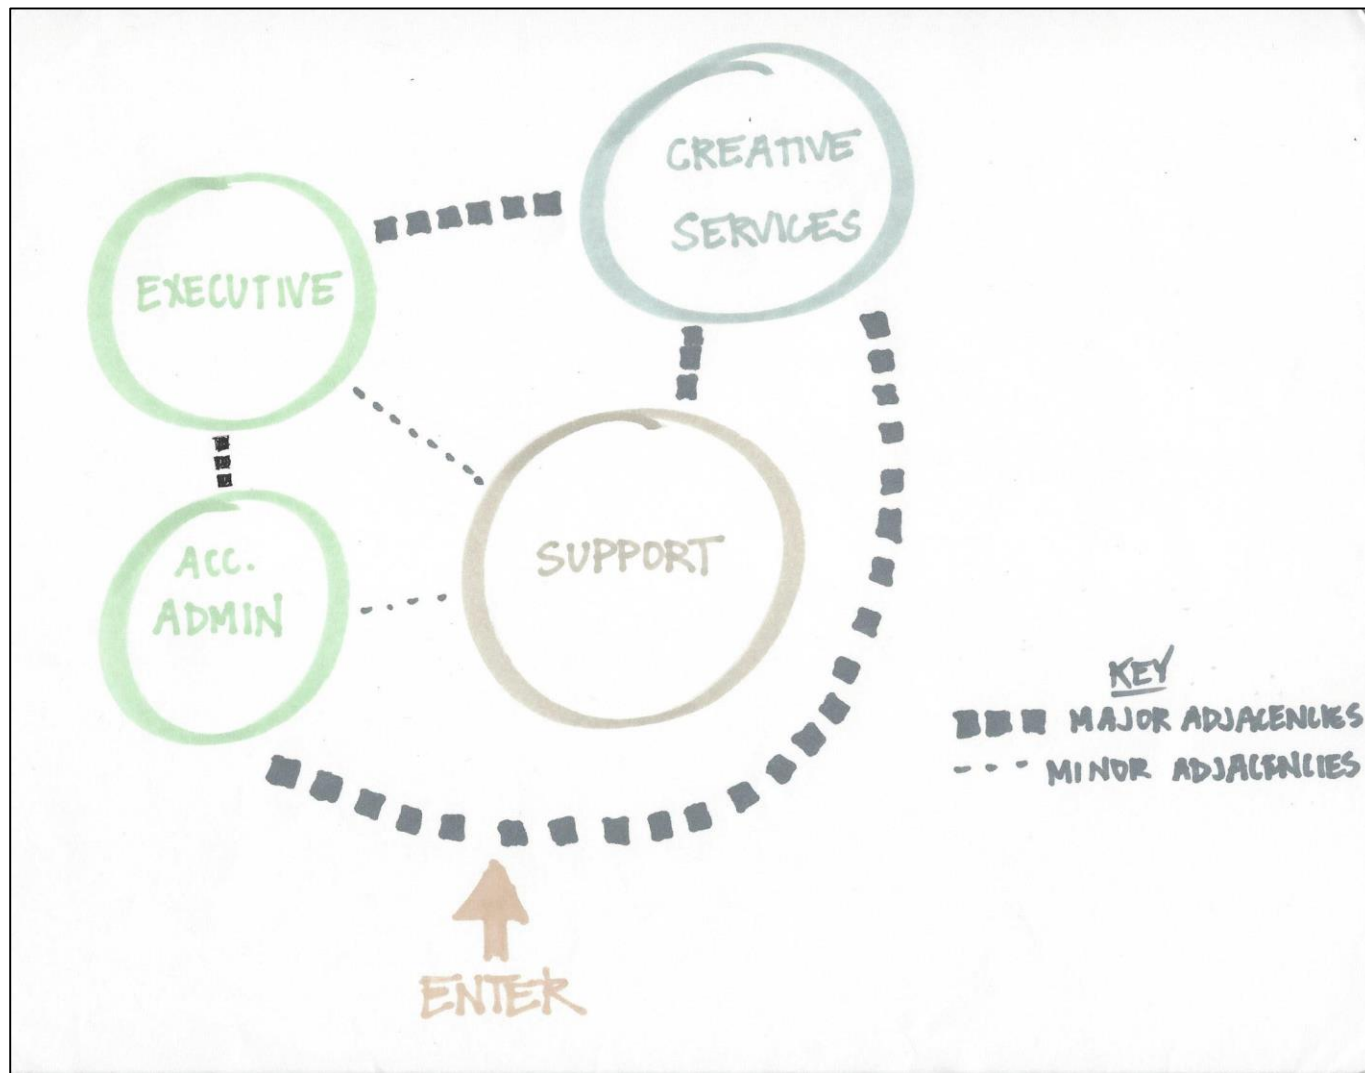 CREATIVE
SERVICES
EXECUTIVE
SUPPORT
ACC.
ADMIN
KEY
MAJOR ADJACENCIES
MINOR ADJACENCIES
ENTER